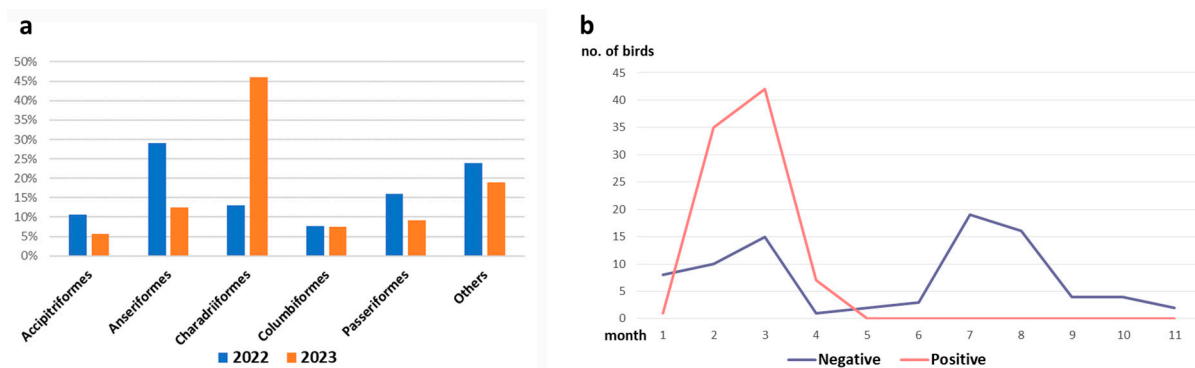 a
50%
45%
40%
35%
30%
25%
20%
15%
10%
5%
0%
Accipitriformes
Anseriformes
Charadriiformes
Columbiformes
Passeriformes
Others
2022 2023
b
no. of birds
45
40
35
30
25
20
15
10
5
0
month 1 2 3 4 5 6 7 8 9 10 11
Negative Positive